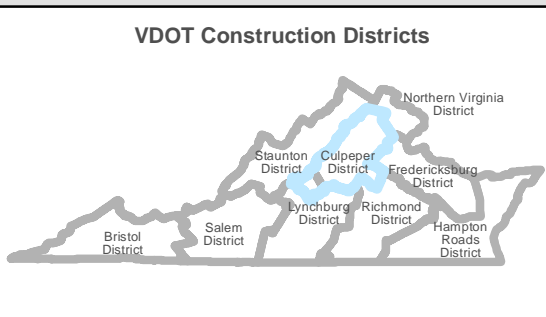 VDOT Construction Districts
Northern Virginia
District
Staunton
District
Culpeper
District
Fredericksburg
District
Lynchburg
District
Richmond
District
Salem
District
Bristol
District
Hampton
Roads
District